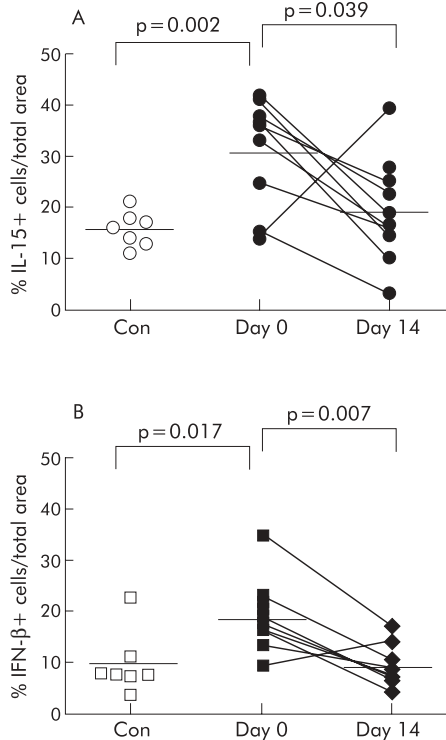 A
p=0.002
p=0.039
% IL-15+ cells/total area
50
40
30
20
10
0
Con Day 0 Day 14
B
p=0.017
p=0.007
% IFN-β+ cells/total area
50
40
30
20
10
0
Con Day 0 Day 14